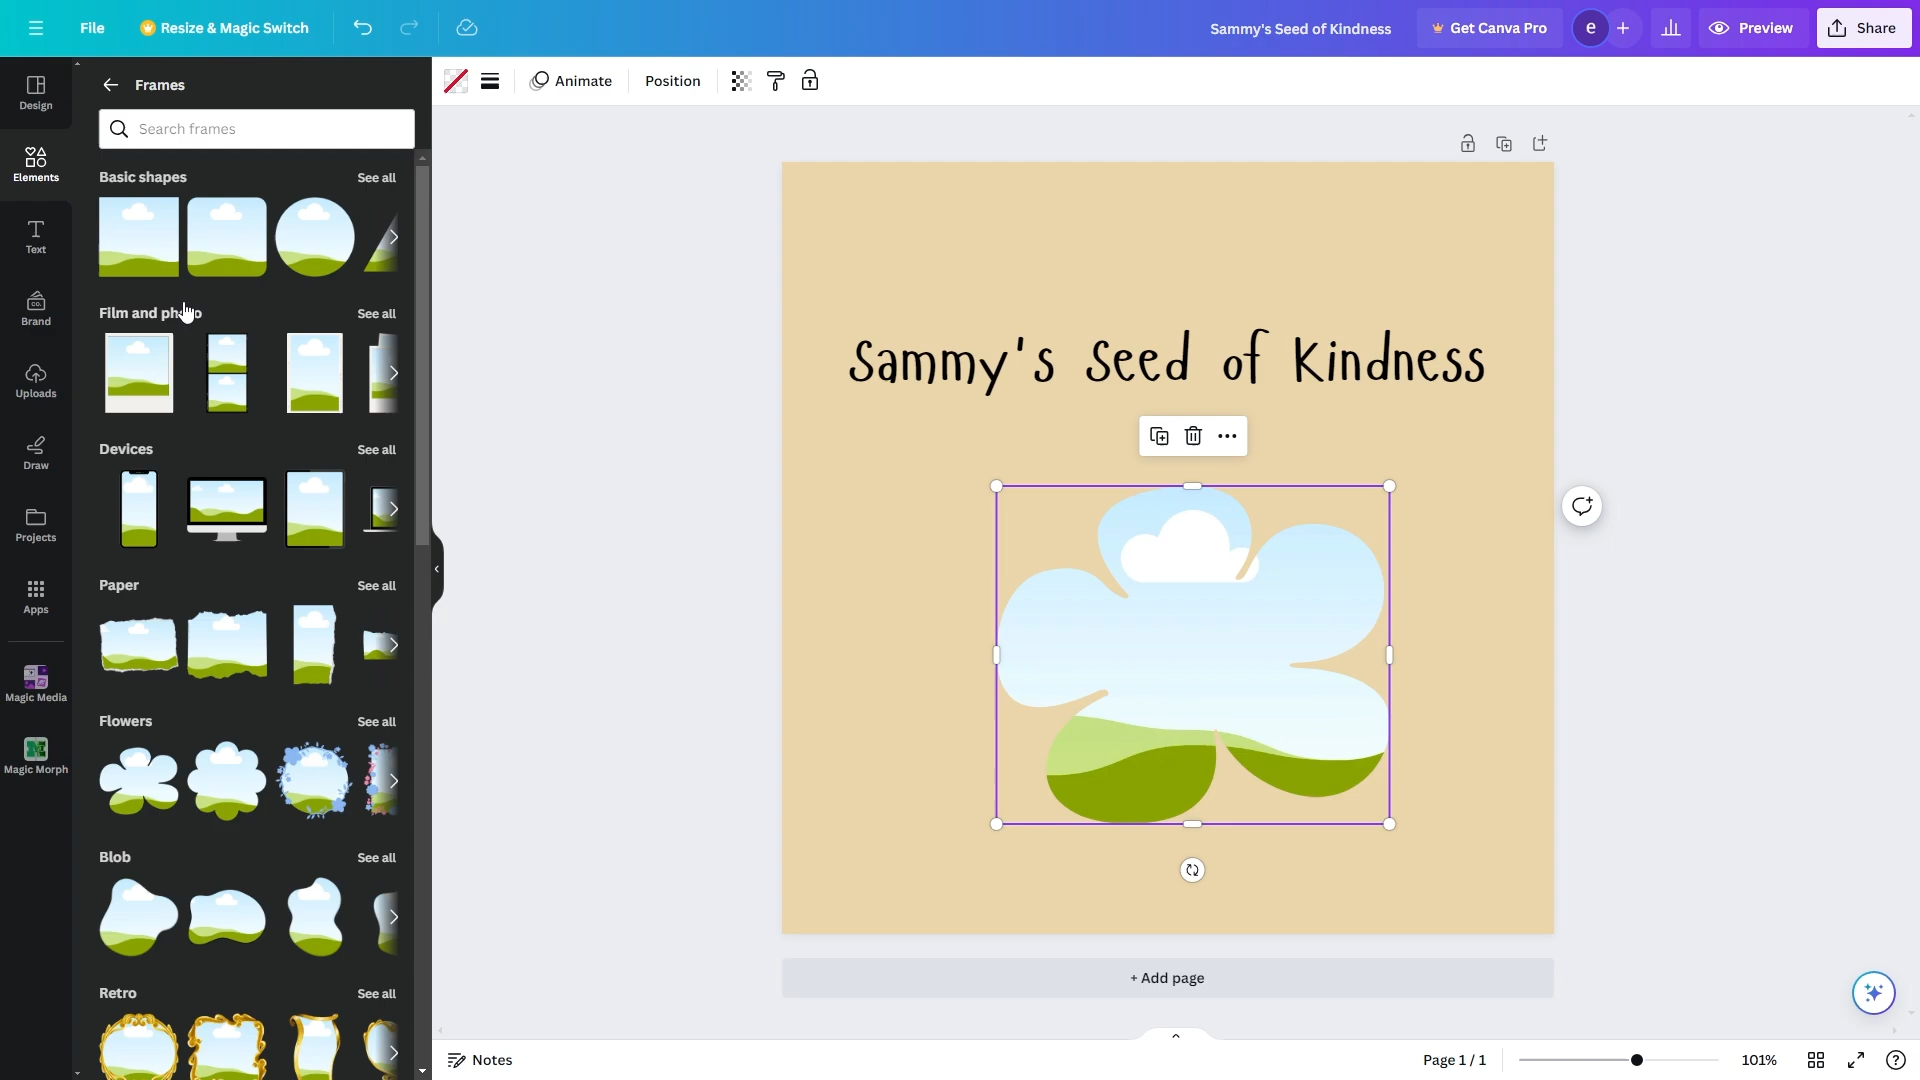 File
Resize & Magic Switch
Sammy's Seed of Kindness
Get Canva Pro
e
Preview
Share
Design
Elements
Text
CO.
Brand
Uploads
Draw
Projects
Apps
Magic Media
Magic Morph
Frames
Search frames
Basic shapes
See all
Film and photo
See all
Devices
See all
Paper
See all
Flowers
See all
Blob
See all
Retro
See all
Animate
Position
Sammy's Seed of Kindness
+ Add page
Notes
Page 1 / 1
101%